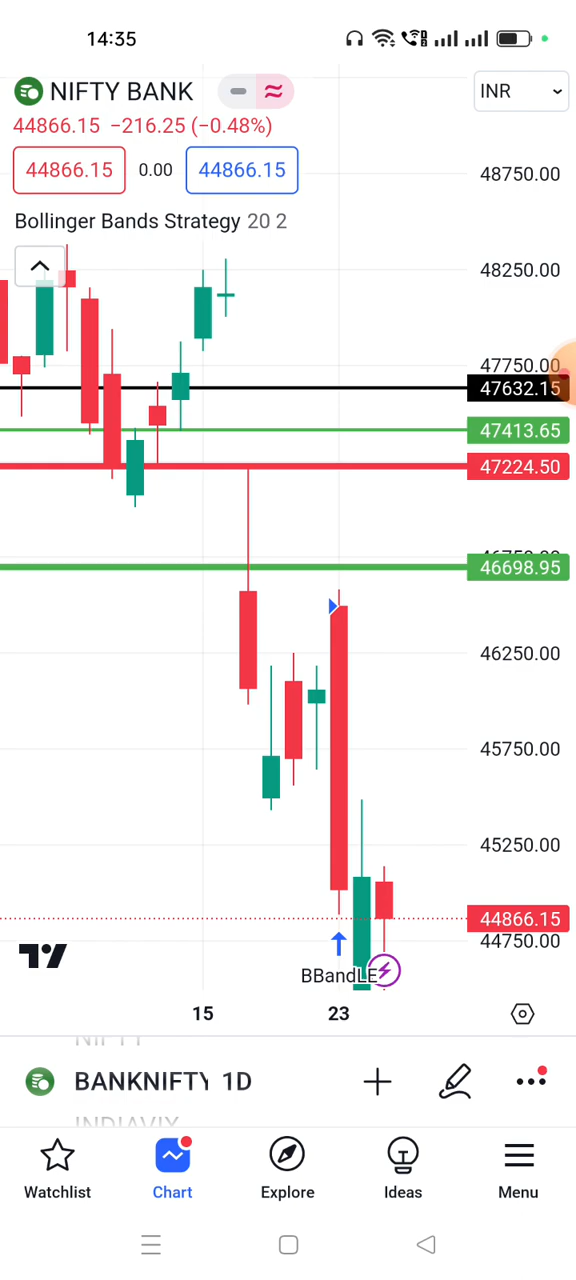 14:35
NIFTY BANK
INR
44866.15 −216.25 (−0.48%)
44866.15 0.00 44866.15
48750.00
Bollinger Bands Strategy 20 2
48250.00
47750.00
47632.15
47413.65
47224.50
46698.95
46250.00
45750.00
45250.00
44866.15
44750.00
BBandLE
15 23
NIFTY
BANKNIFTY 1D
INDIAVIX
Watchlist Chart Explore Ideas Menu